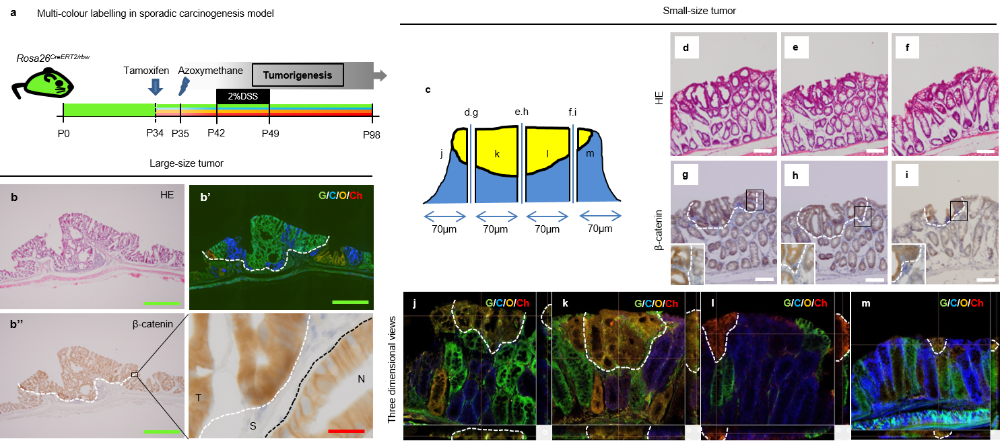 a Multi-colour labelling in sporadic carcinogenesis model
Rosa26CreERT2/rbw
Tamoxifen Azoxymethane
Tumorigenesis
2%DSS
P0 P34 P35 P42 P49 P98
Large-size tumor
b HE
b’ G/C/O/Ch
b’’ β-catenin
T S N
Small-size tumor
c
d.g e.h f.i
j k l m
70μm 70μm 70μm 70μm
HE
d e f
β-catenin
g h i
Three dimensional views
j G/C/O/Ch
k G/C/O/Ch
l G/C/O/Ch
m G/C/O/Ch